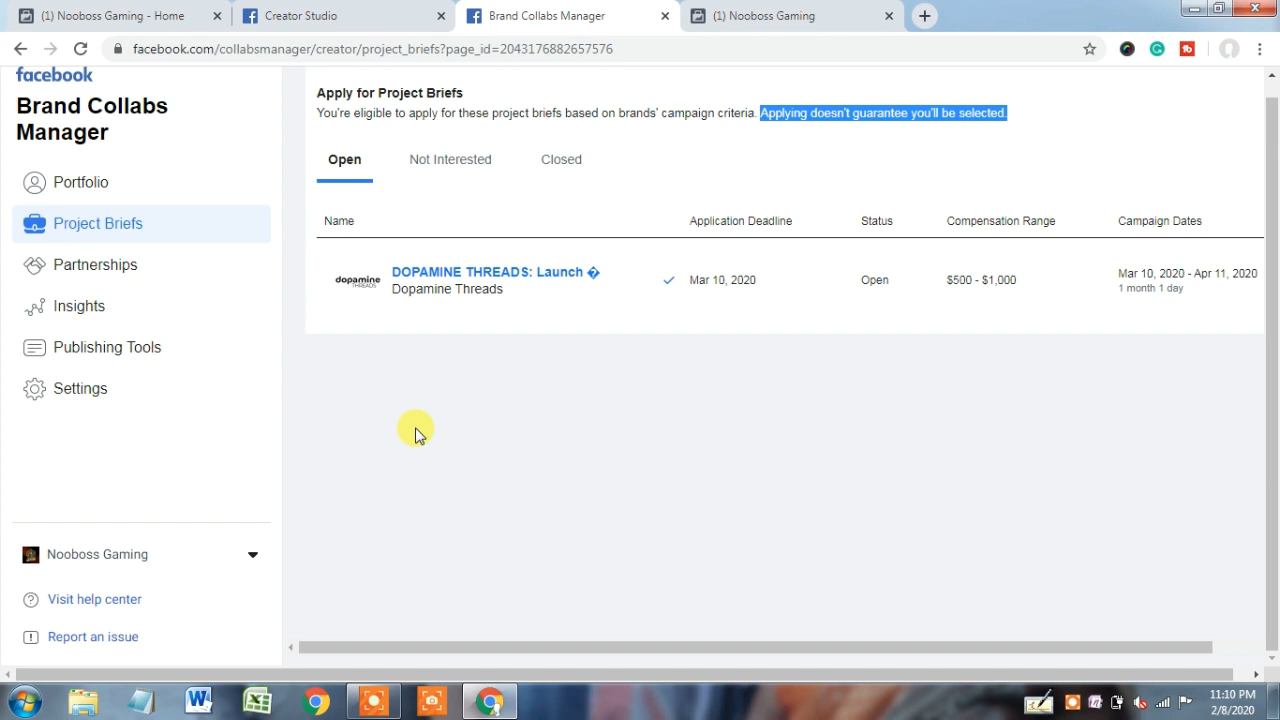 (1) Nooboss Gaming - Home
Creator Studio
Brand Collabs Manager
(1) Nooboss Gaming
facebook.com/collabsmanager/creator/project_briefs?page_id=2043176882657576
facebook
Brand Collabs
Manager
Portfolio
Project Briefs
Partnerships
Insights
Publishing Tools
Settings
Nooboss Gaming
Visit help center
Report an issue
Apply for Project Briefs
You're eligible to apply for these project briefs based on brands' campaign criteria. Applying doesn't guarantee you'll be selected.
Open Not Interested Closed
Name Application Deadline Status Compensation Range Campaign Dates
dopamine THREADS
DOPAMINE THREADS: Launch �
Dopamine Threads
Mar 10, 2020 Open $500 - $1,000 Mar 10, 2020 - Apr 11, 2020
1 month 1 day
11:10 PM
2/8/2020